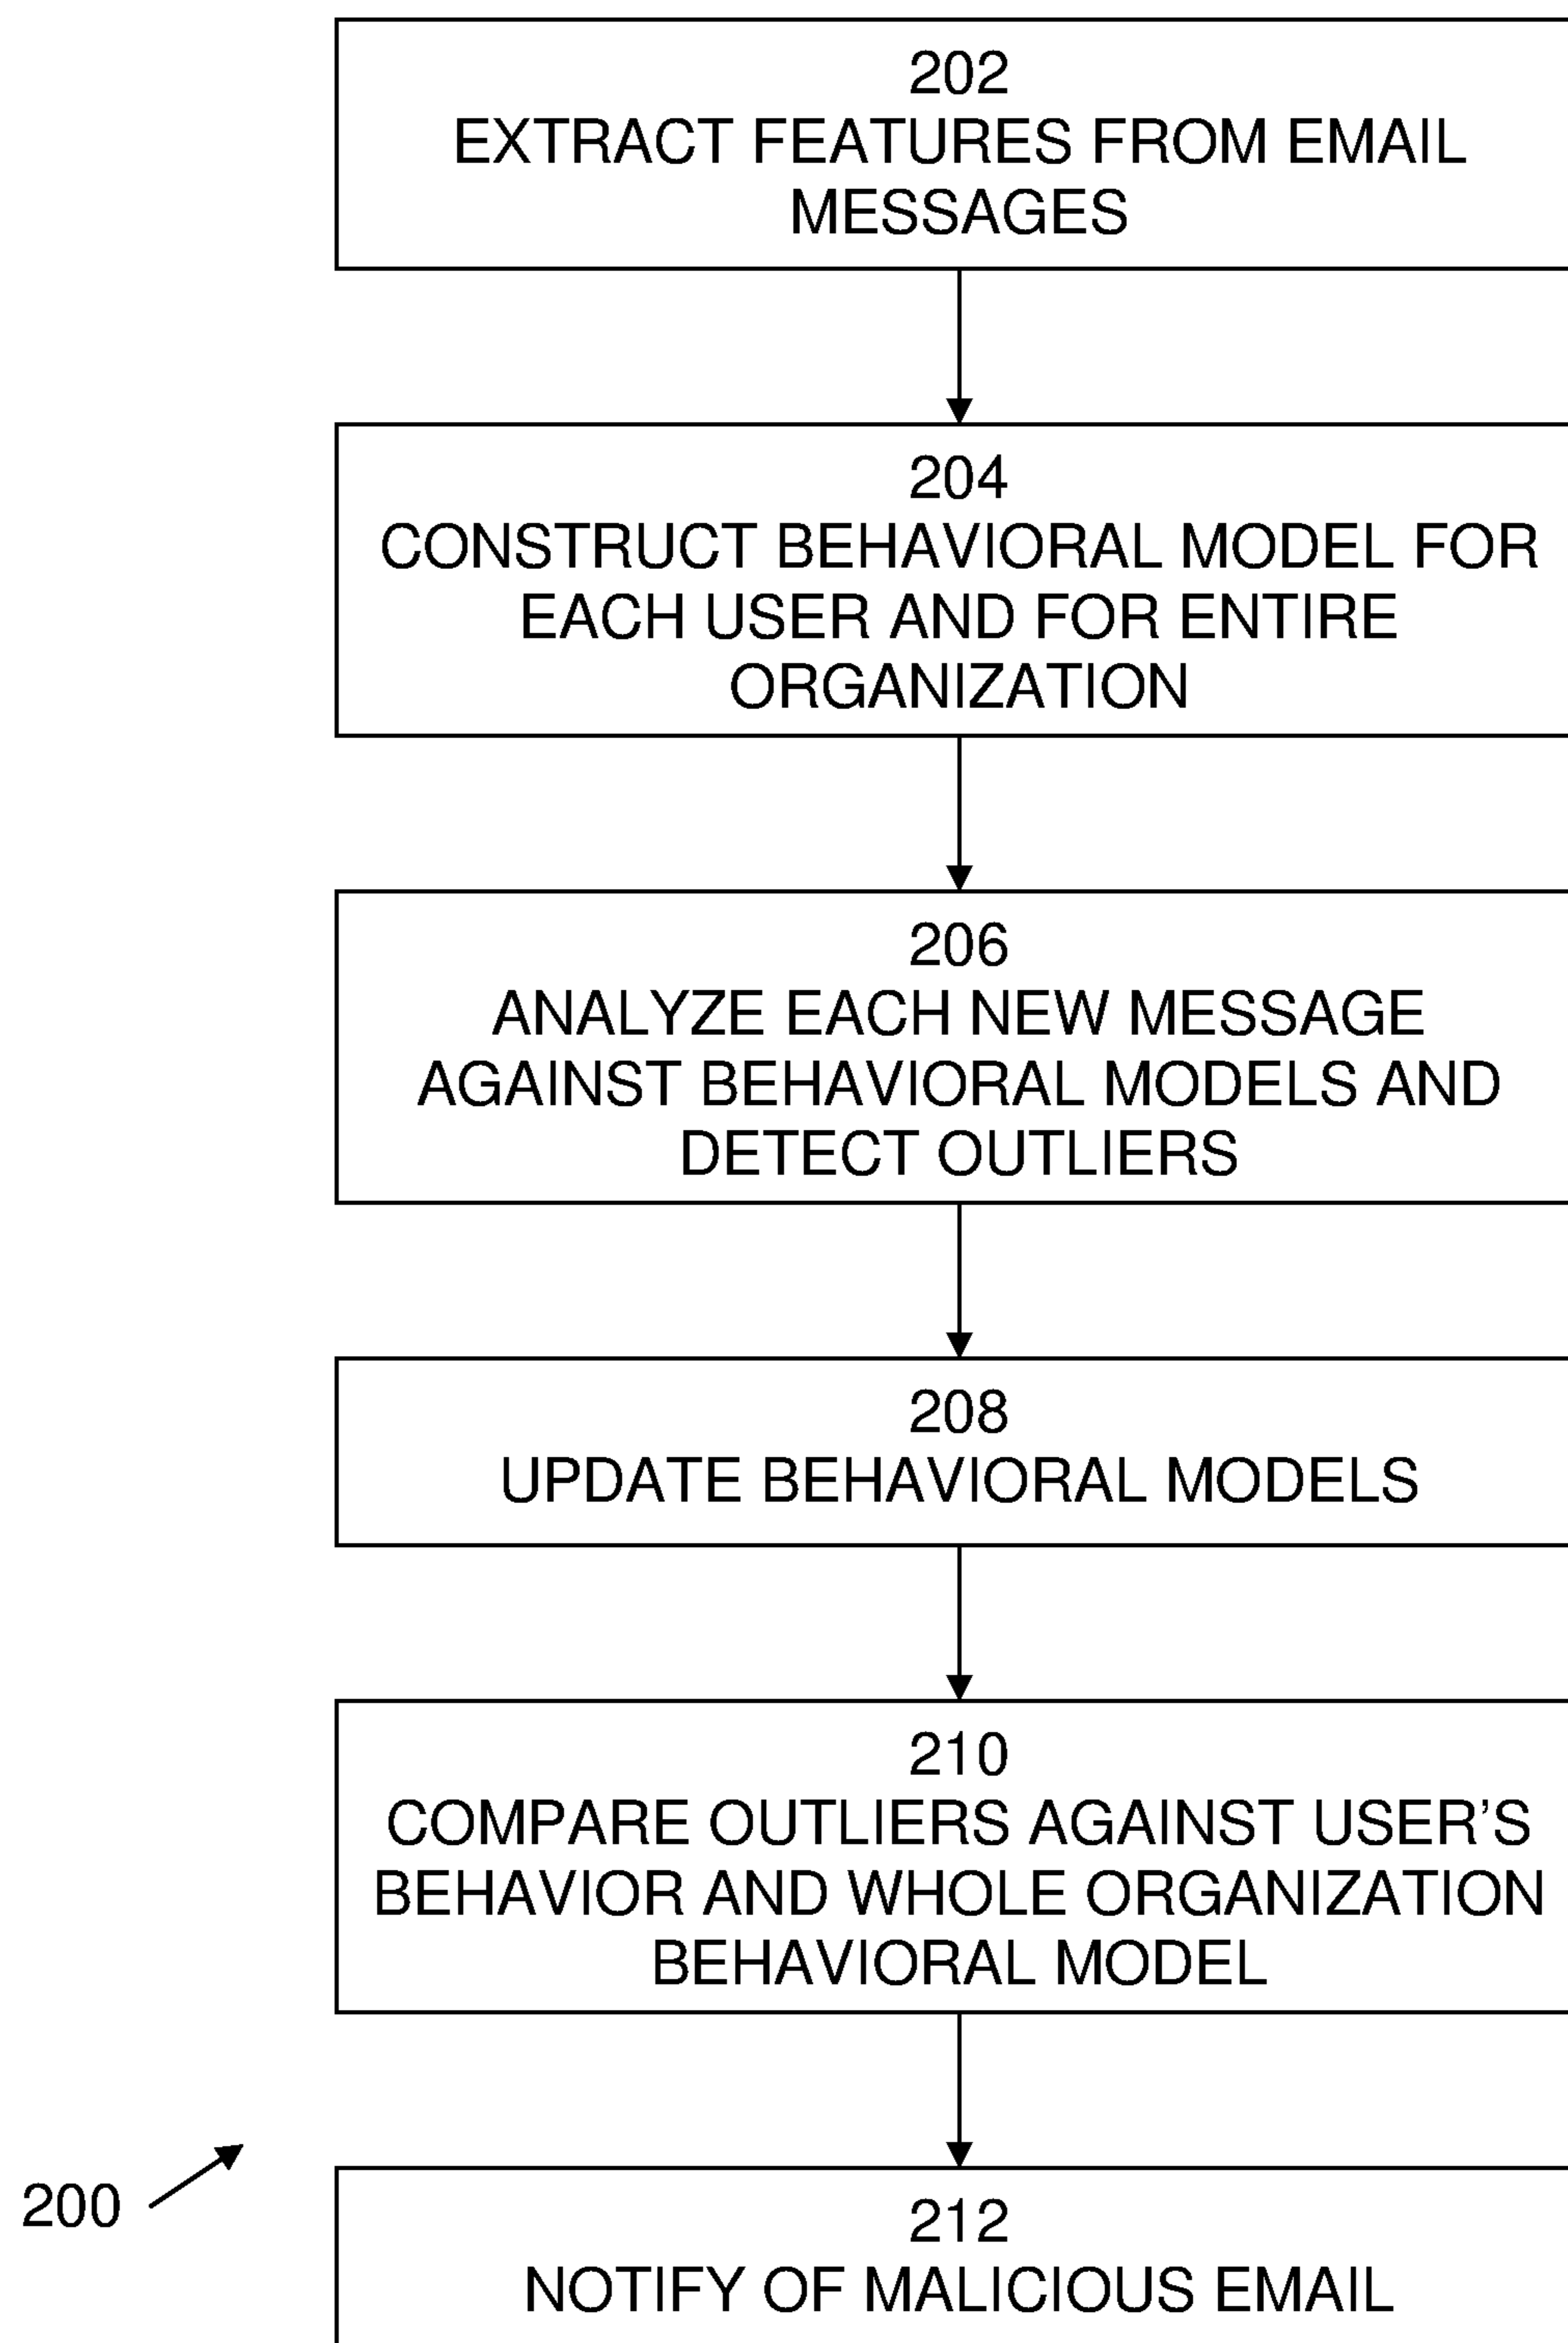 202
EXTRACT FEATURES FROM EMAIL
MESSAGES
204
CONSTRUCT BEHAVIORAL MODEL FOR
EACH USER AND FOR ENTIRE
ORGANIZATION
206
ANALYZE EACH NEW MESSAGE
AGAINST BEHAVIORAL MODELS AND
DETECT OUTLIERS
208
UPDATE BEHAVIORAL MODELS
210
COMPARE OUTLIERS AGAINST USER’S
BEHAVIOR AND WHOLE ORGANIZATION
BEHAVIORAL MODEL
200
212
NOTIFY OF MALICIOUS EMAIL